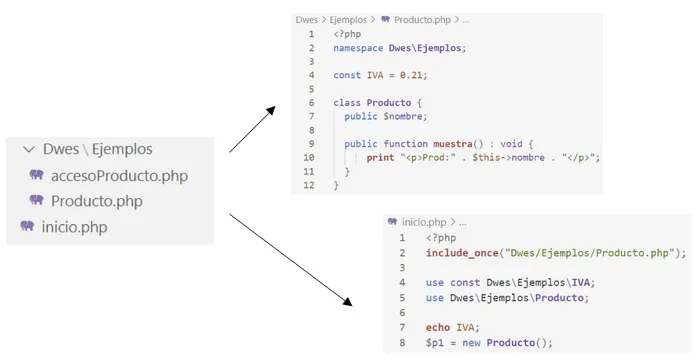 Dwes \ Ejemplos
accesoProducto.php
Producto.php
inicio.php
Dwes > Ejemplos > Producto.php > ...
1 <?php
2 namespace Dwes\Ejemplos;
3
4 const IVA = 0.21;
5
6 class Producto {
7 public $nombre;
8
9 public function muestra() : void {
10 print "<p>Prod:" . $this->nombre . "</p>";
11 }
12 }
inicio.php > ...
1 <?php
2 include_once("Dwes/Ejemplos/Producto.php");
3
4 use const Dwes\Ejemplos\IVA;
5 use Dwes\Ejemplos\Producto;
6
7 echo IVA;
8 $p1 = new Producto();